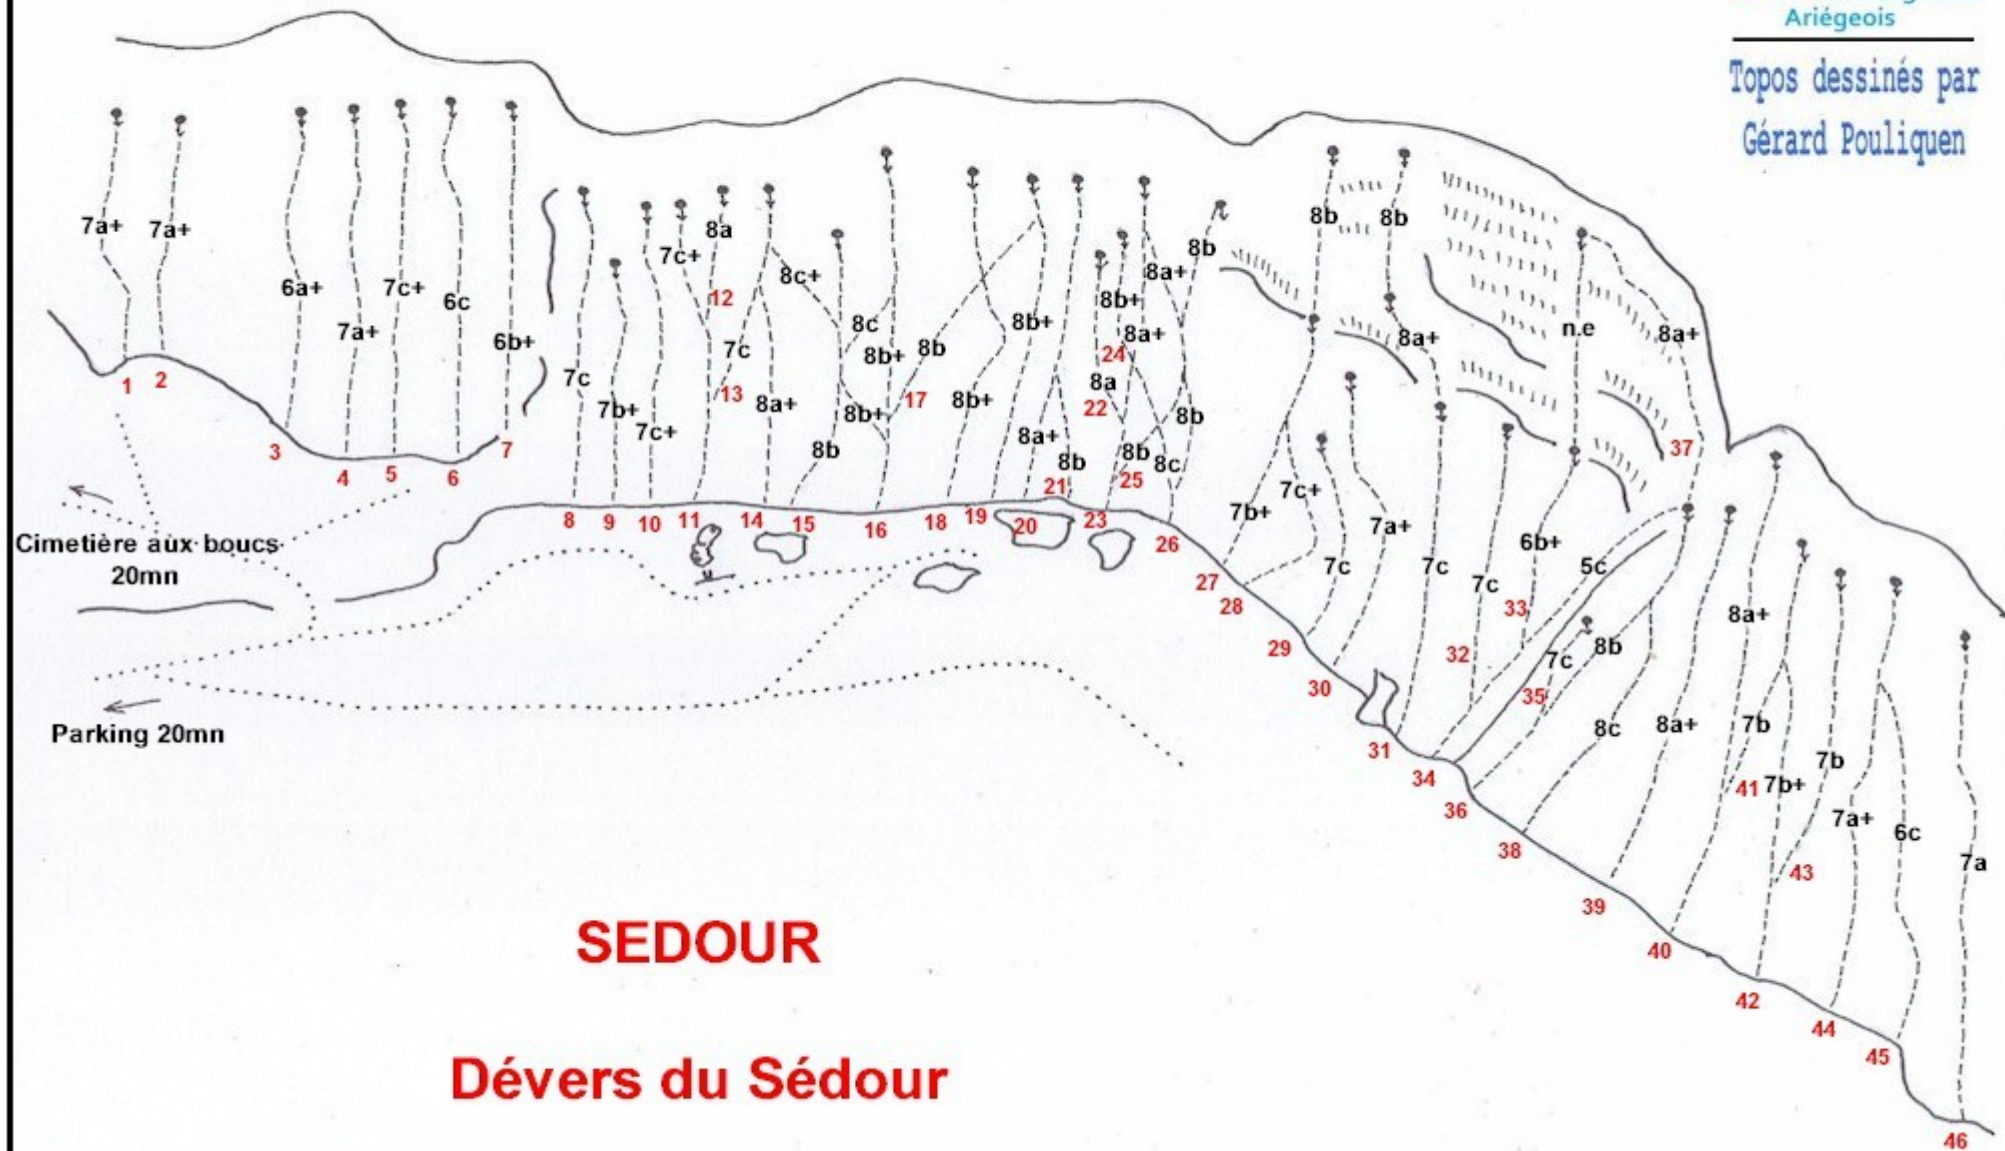 Ariégeois
Topos dessinés par
Gérard Pouliquen
7a+
7a+
6a+
7a+
7c+
6c
6b+
7c
7b+
7c+
7c+
8a
12
7c
13
8a+
8c+
8b
8c
8b+
8b+
8b
17
8b+
8b+
8a+
8b
8b+
8a+
24
8a
22
8a+
8b
8b
25
8c
8b
8b
8b
8a+
n.e
8a+
37
7b+
7c+
7c
7a+
7c
7c
6b+
33
5c
32
7c
35
8b
8c
8a+
8a+
7b
41
7b+
7b
43
7a+
6c
7a
1
2
3
4
5
6
7
8
9
10
11
14
15
16
18
19
20
21
23
26
27
28
29
30
31
34
36
38
39
40
42
44
45
46
Cimetière aux boucs
20mn
Parking 20mn
SEDOUR
Dévers du Sédour